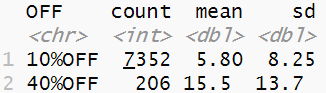 OFF count mean sd
<chr> <int> <dbl> <dbl>
1 10%OFF 7352 5.80 8.25
2 40%OFF 206 15.5 13.7